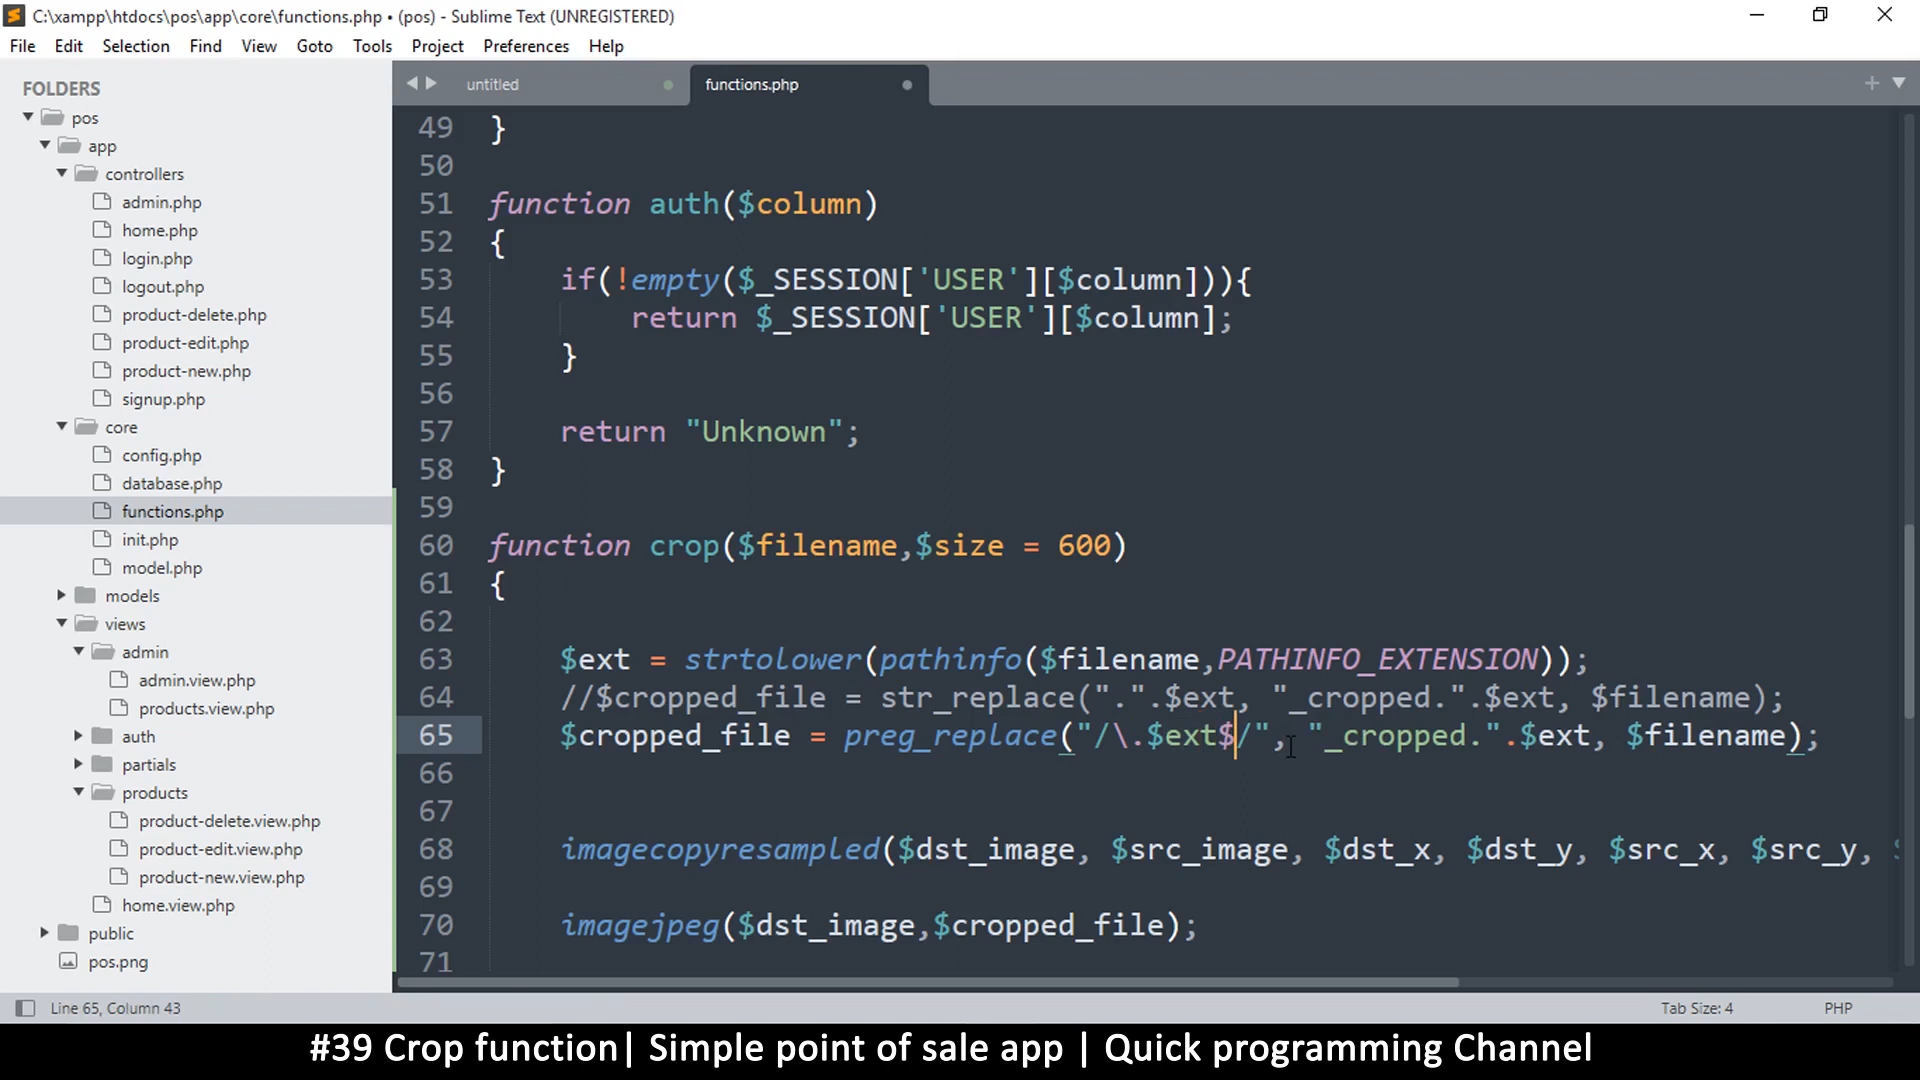 C:\xampp\htdocs\pos\app\core\functions.php • (pos) - Sublime Text (UNREGISTERED)
File Edit Selection Find View Goto Tools Project Preferences Help
FOLDERS
pos
app
controllers
admin.php
home.php
login.php
logout.php
product-delete.php
product-edit.php
product-new.php
signup.php
core
config.php
database.php
functions.php
init.php
model.php
models
views
admin
admin.view.php
products.view.php
auth
partials
products
product-delete.view.php
product-edit.view.php
product-new.view.php
home.view.php
public
pos.png
untitled functions.php
49 }
50
51 function auth($column)
52 {
53 if(!empty($_SESSION['USER'][$column])){
54 return $_SESSION['USER'][$column];
55 }
56
57 return "Unknown";
58 }
59
60 function crop($filename,$size = 600)
61 {
62
63 $ext = strtolower(pathinfo($filename,PATHINFO_EXTENSION));
64 //$cropped_file = str_replace(".".$ext, "_cropped.".$ext, $filename);
65 $cropped_file = preg_replace("/\.$ext$/", "_cropped.".$ext, $filename);
66
67
68 imagecopyresampled($dst_image, $src_image, $dst_x, $dst_y, $src_x, $src_y,
69
70 imagejpeg($dst_image,$cropped_file);
71
Line 65, Column 43 Tab Size: 4 PHP
#39 Crop function| Simple point of sale app | Quick programming Channel